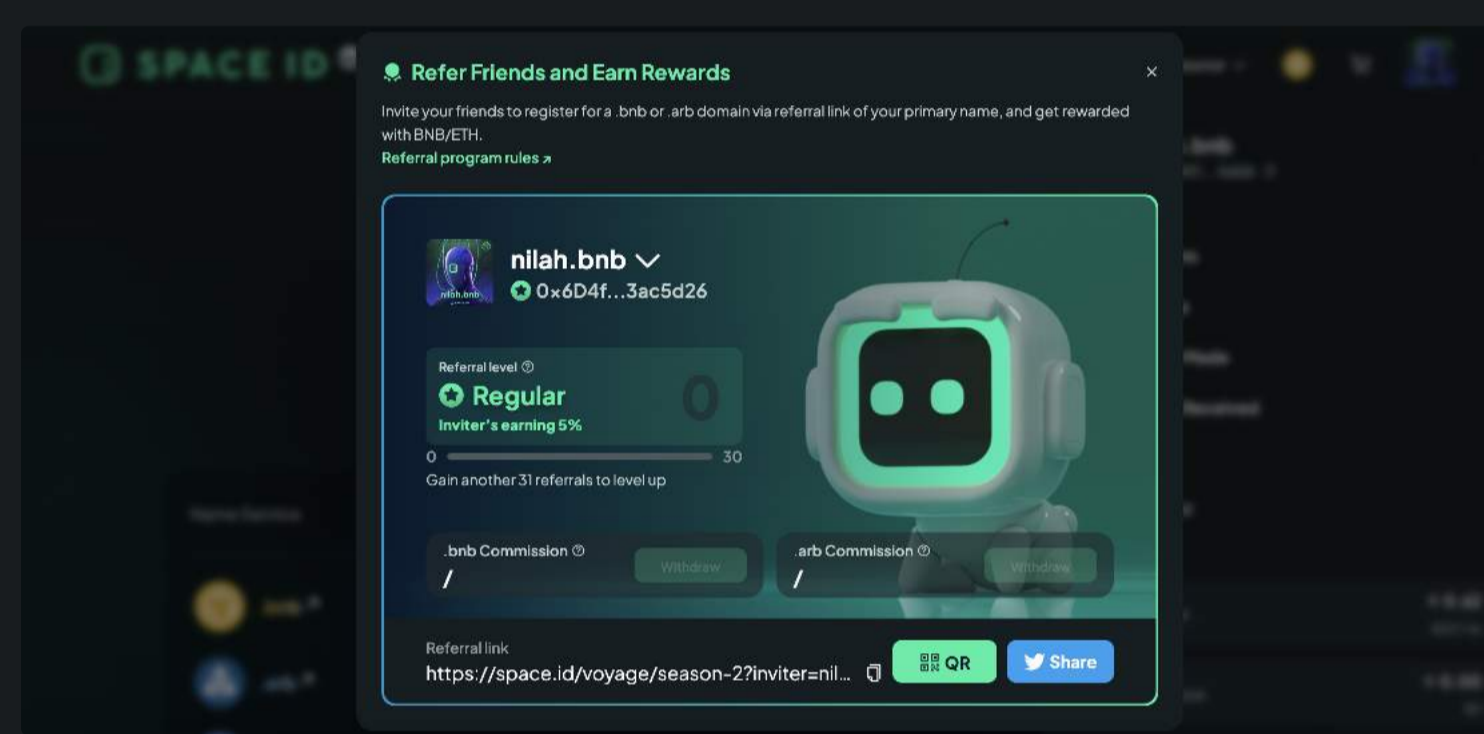 SPACE ID
Refer Friends and Earn Rewards
Invite your friends to register for a .bnb or .arb domain via referral link of your primary name, and get rewarded
with BNB/ETH.
Referral program rules ↗
nilah.bnb
0x6D4f...3ac5d26
nilah.bnb
Referral level
Regular
0
Inviter's earning 5%
0 30
Gain another 31 referrals to level up
.bnb Commission
/
Withdraw
.arb Commission
/
Withdraw
Referral link
https://space.id/voyage/season-2?inviter=nil...
QR
Share